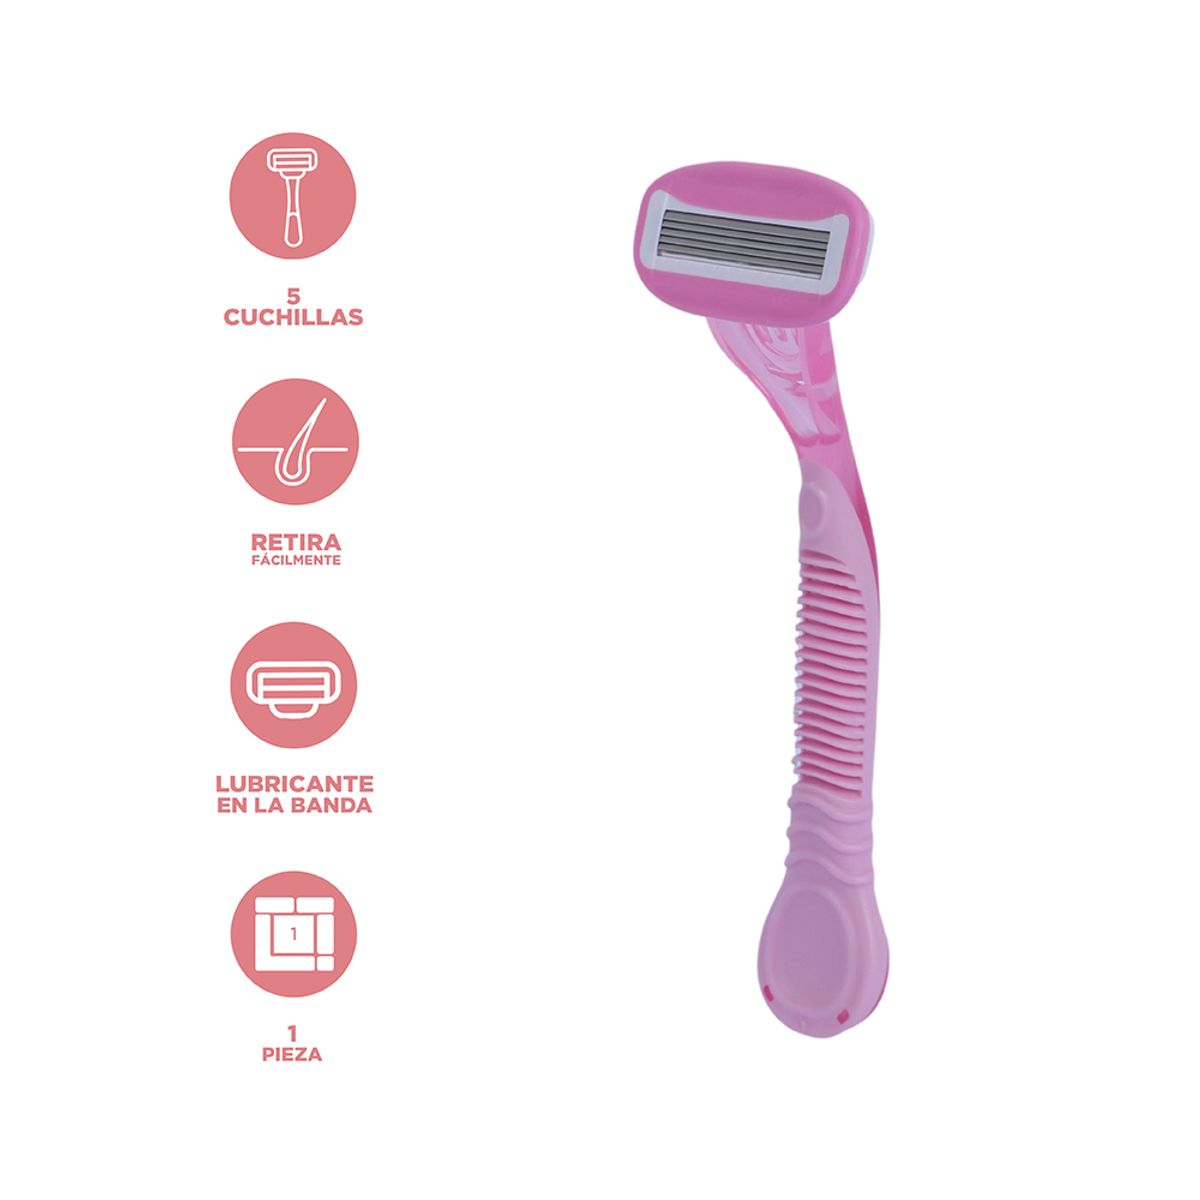 5
CUCHILLAS
RETIRA
FÁCILMENTE
LUBRICANTE
EN LA BANDA
1
1
PIEZA